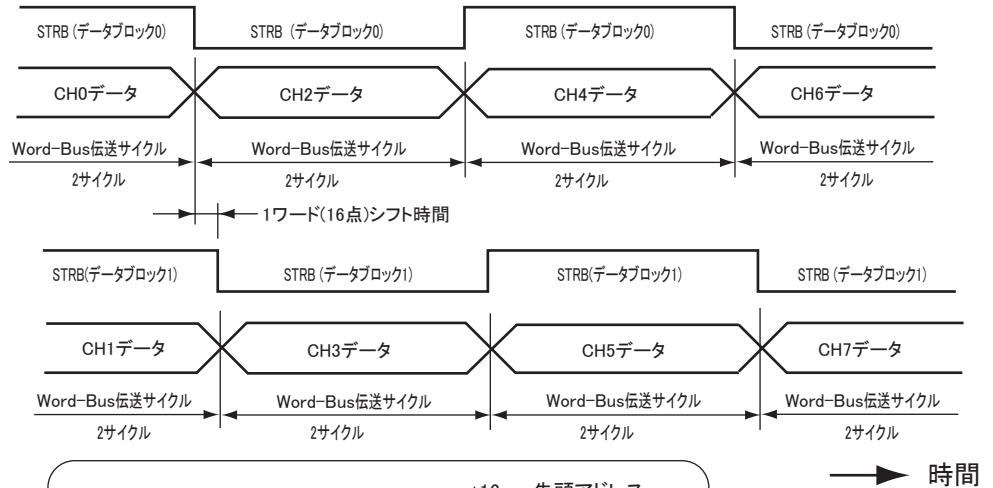 STRB (データブロック0) STRB (データブロック0) STRB (データブロック0) STRB (データブロック0)
CH0データ CH2データ CH4データ CH6データ
Word-Bus伝送サイクル Word-Bus伝送サイクル Word-Bus伝送サイクル Word-Bus伝送サイクル
2サイクル 2サイクル 2サイクル 2サイクル
1ワード(16点)シフト時間
STRB(データブロック1) STRB (データブロック1) STRB(データブロック1) STRB (データブロック1)
CH1データ CH3データ CH5データ CH7データ
Word-Bus伝送サイクル Word-Bus伝送サイクル Word-Bus伝送サイクル Word-Bus伝送サイクル
2サイクル 2サイクル 2サイクル 2サイクル
時間